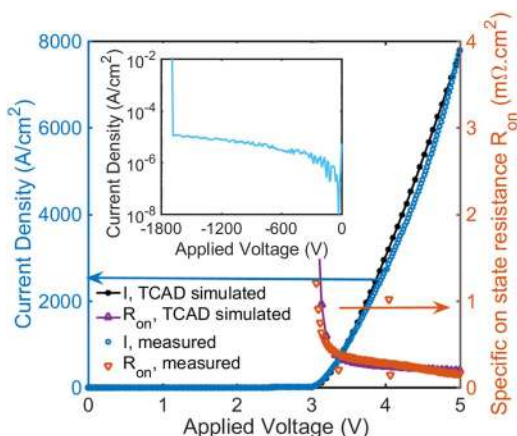 8000
6000
4000
2000
0
Current Density (A/cm²)
4
3
2
1
0
Specific on state resistance R_on (mΩ.cm²)
0 1 2 3 4 5
Applied Voltage (V)
10⁻²
10⁻⁴
10⁻⁶
10⁻⁸
Current Density (A/cm²)
-1800 -1200 -600 0
Applied Voltage (V)
I, TCAD simulated
R_on, TCAD simulated
I, measured
R_on, measured